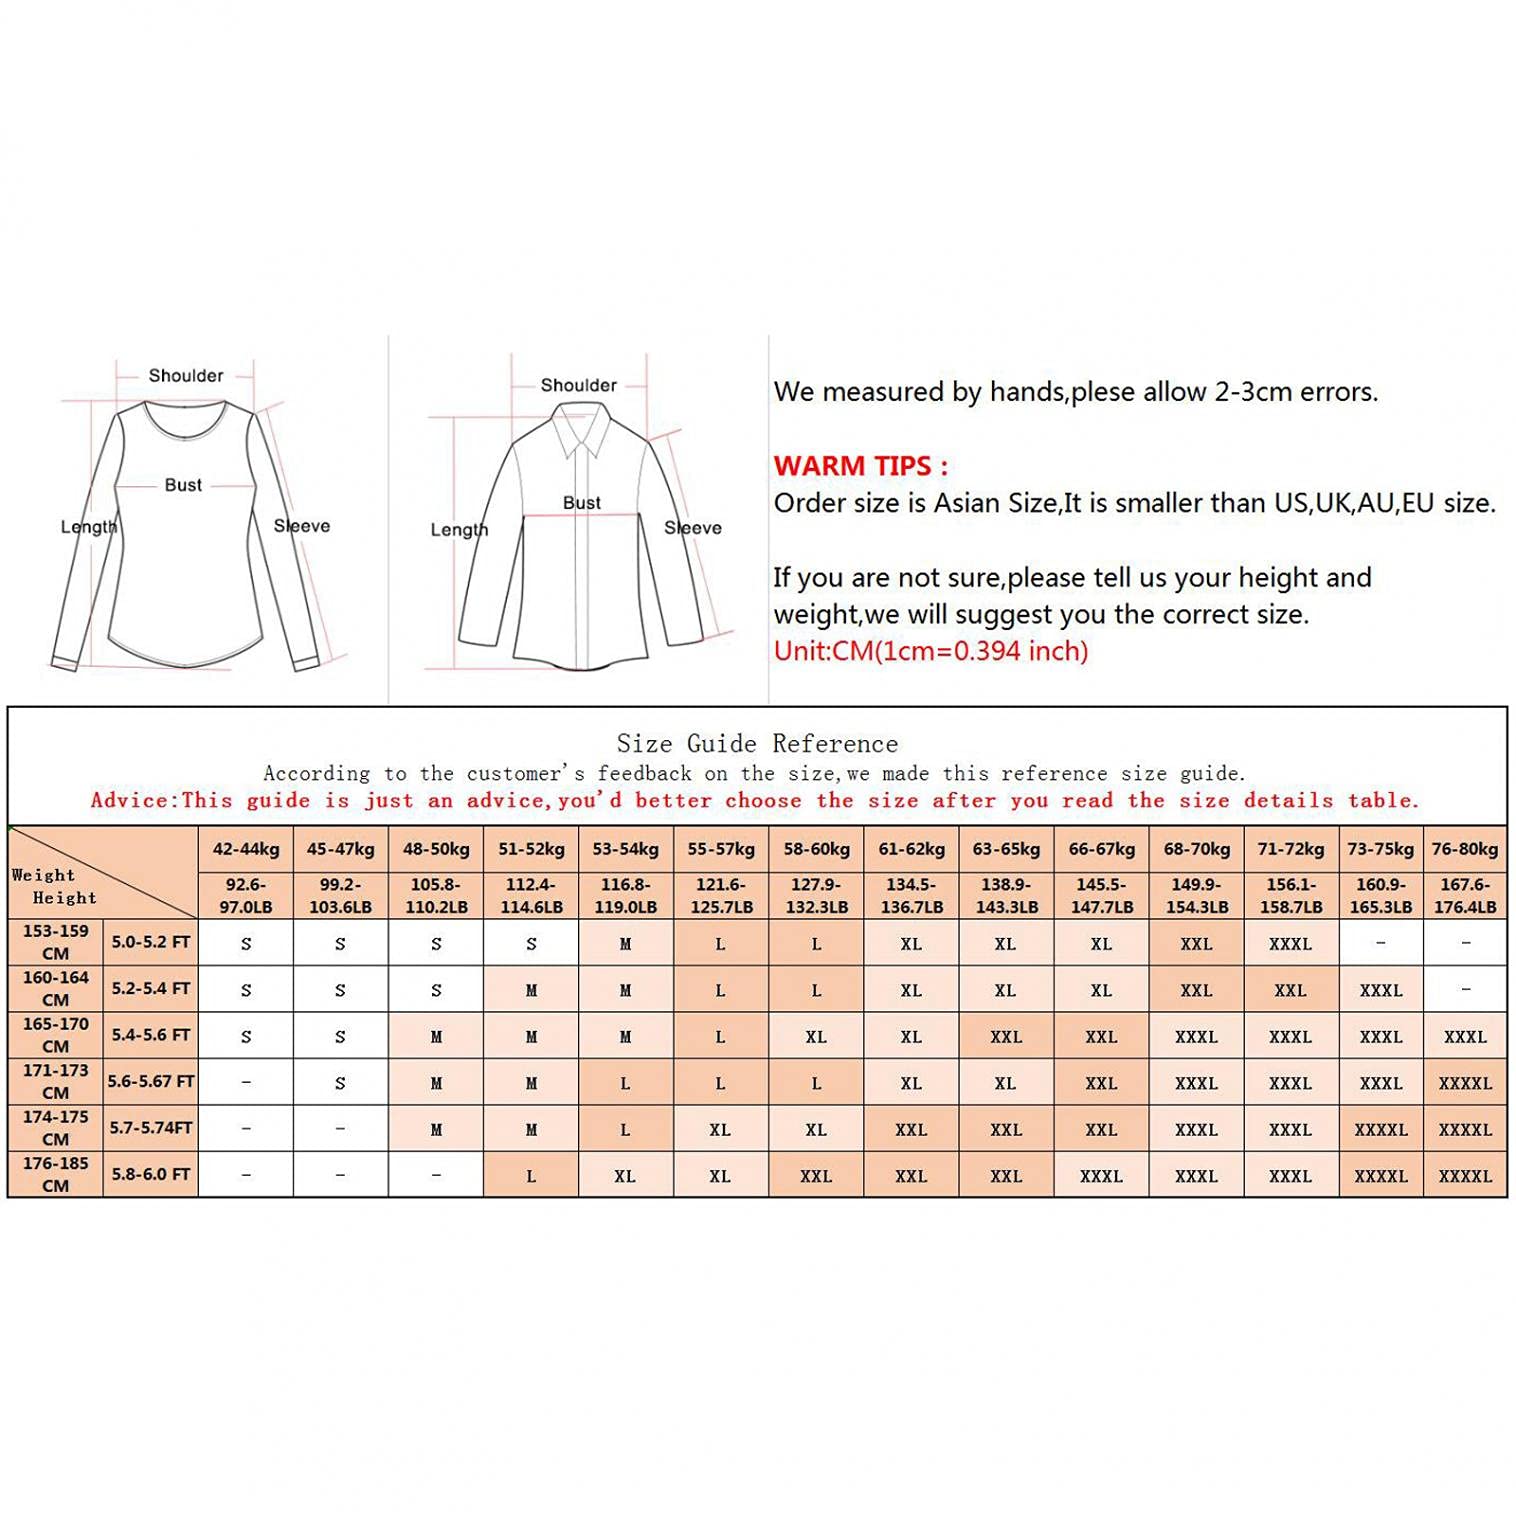 Shoulder
Bust
Length
Sleeve
Shoulder
Bust
Length
Sleeve
We measured by hands,plese allow 2-3cm errors.
WARM TIPS :
Order size is Asian Size,It is smaller than US,UK,AU,EU size.
If you are not sure,please tell us your height and
weight,we will suggest you the correct size.
Unit:CM(1cm=0.394 inch)
Size Guide Reference
According to the customer's feedback on the size,we made this reference size guide.
Advice:This guide is just an advice,you'd better choose the size after you read the size details table.
Weight
Height
42-44kg 45-47kg 48-50kg 51-52kg 53-54kg 55-57kg 58-60kg 61-62kg 63-65kg 66-67kg 68-70kg 71-72kg 73-75kg 76-80kg
92.6- 99.2- 105.8- 112.4- 116.8- 121.6- 127.9- 134.5- 138.9- 145.5- 149.9- 156.1- 160.9- 167.6-
97.0LB 103.6LB 110.2LB 114.6LB 119.0LB 125.7LB 132.3LB 136.7LB 143.3LB 147.7LB 154.3LB 158.7LB 165.3LB 176.4LB
153-159
CM 5.0-5.2 FT S S S S M L L XL XL XL XXL XXXL - -
160-164
CM 5.2-5.4 FT S S S M M L L XL XL XL XXL XXL XXXL -
165-170
CM 5.4-5.6 FT S S M M M L XL XL XXL XXL XXXL XXXL XXXL XXXL
171-173
CM 5.6-5.67 FT - S M M L L L XL XL XXL XXXL XXXL XXXL XXXXL
174-175
CM 5.7-5.74FT - - M M L XL XL XXL XXL XXL XXXL XXXL XXXXL XXXXL
176-185
CM 5.8-6.0 FT - - - L XL XL XXL XXL XXL XXXL XXXL XXXL XXXXL XXXXL